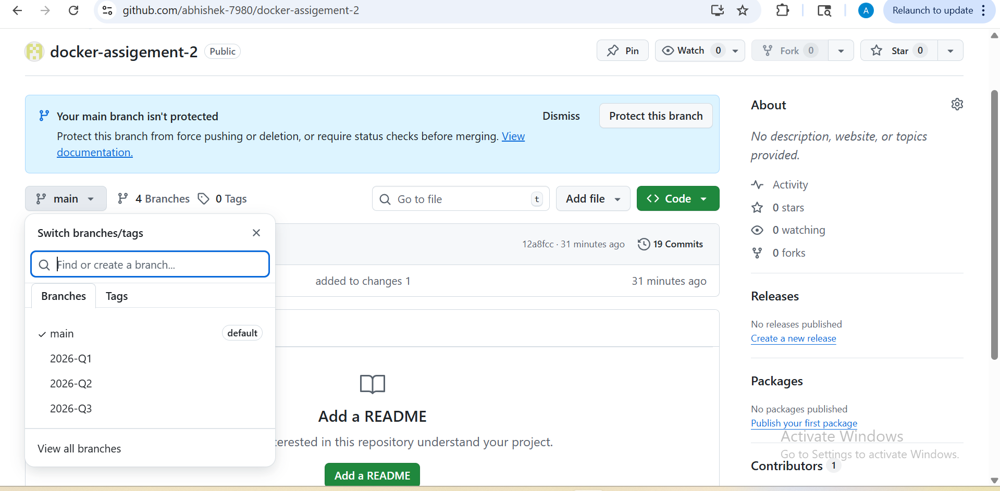 github.com/abhishek-7980/docker-assigement-2
A
Relaunch to update
docker-assigement-2 Public
Pin
Watch 0
Fork 0
Star 0
Your main branch isn't protected
Protect this branch from force pushing or deletion, or require status checks before merging. View
documentation.
Dismiss
Protect this branch
main
4 Branches
0 Tags
Go to file
t
Add file
Code
Switch branches/tags
Find or create a branch...
Branches
Tags
main default
2026-Q1
2026-Q2
2026-Q3
View all branches
12a8fcc · 31 minutes ago
19 Commits
added to changes 1
31 minutes ago
Add a README
terested in this repository understand your project.
Add a README
About
No description, website, or topics
provided.
Activity
0 stars
0 watching
0 forks
Releases
No releases published
Create a new release
Packages
No packages published
Publish your first package
Activate Windows
Go to Settings to activate Windows.
Contributors 1